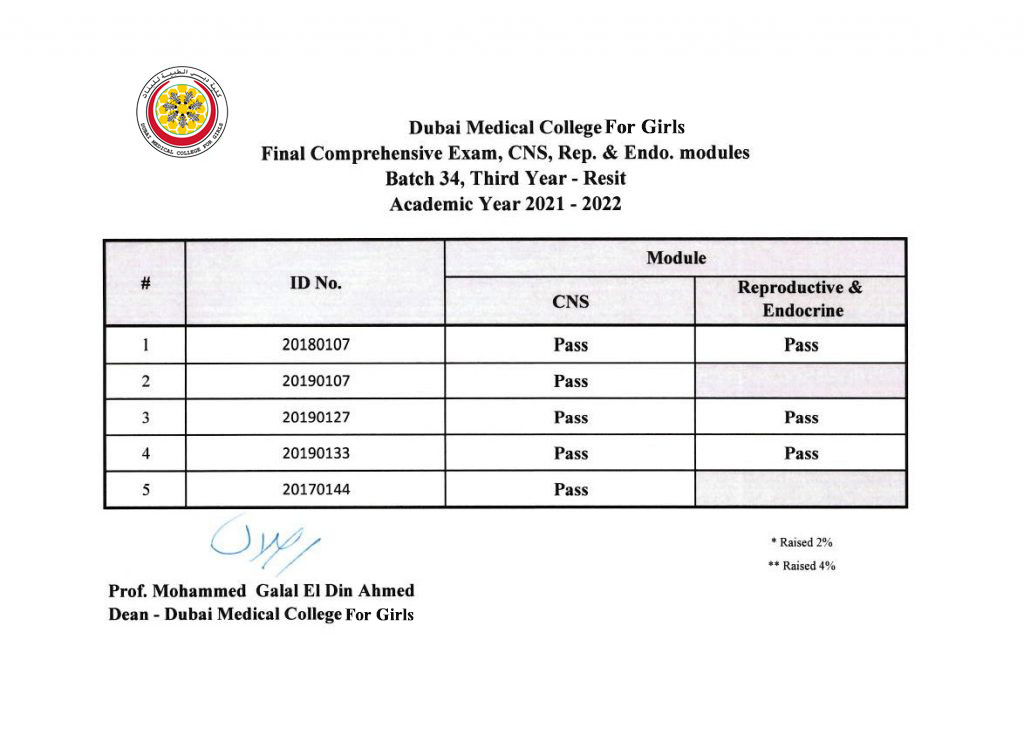 كلية دبي الطبية للبنات
DUBAI MEDICAL COLLEGE FOR GIRLS
Dubai Medical College For Girls
Final Comprehensive Exam, CNS, Rep. & Endo. modules
Batch 34, Third Year - Resit
Academic Year 2021 - 2022
# ID No. Module
CNS Reproductive & Endocrine
1 20180107 Pass Pass
2 20190107 Pass
3 20190127 Pass Pass
4 20190133 Pass Pass
5 20170144 Pass
* Raised 2%
** Raised 4%
Prof. Mohammed Galal El Din Ahmed
Dean - Dubai Medical College For Girls